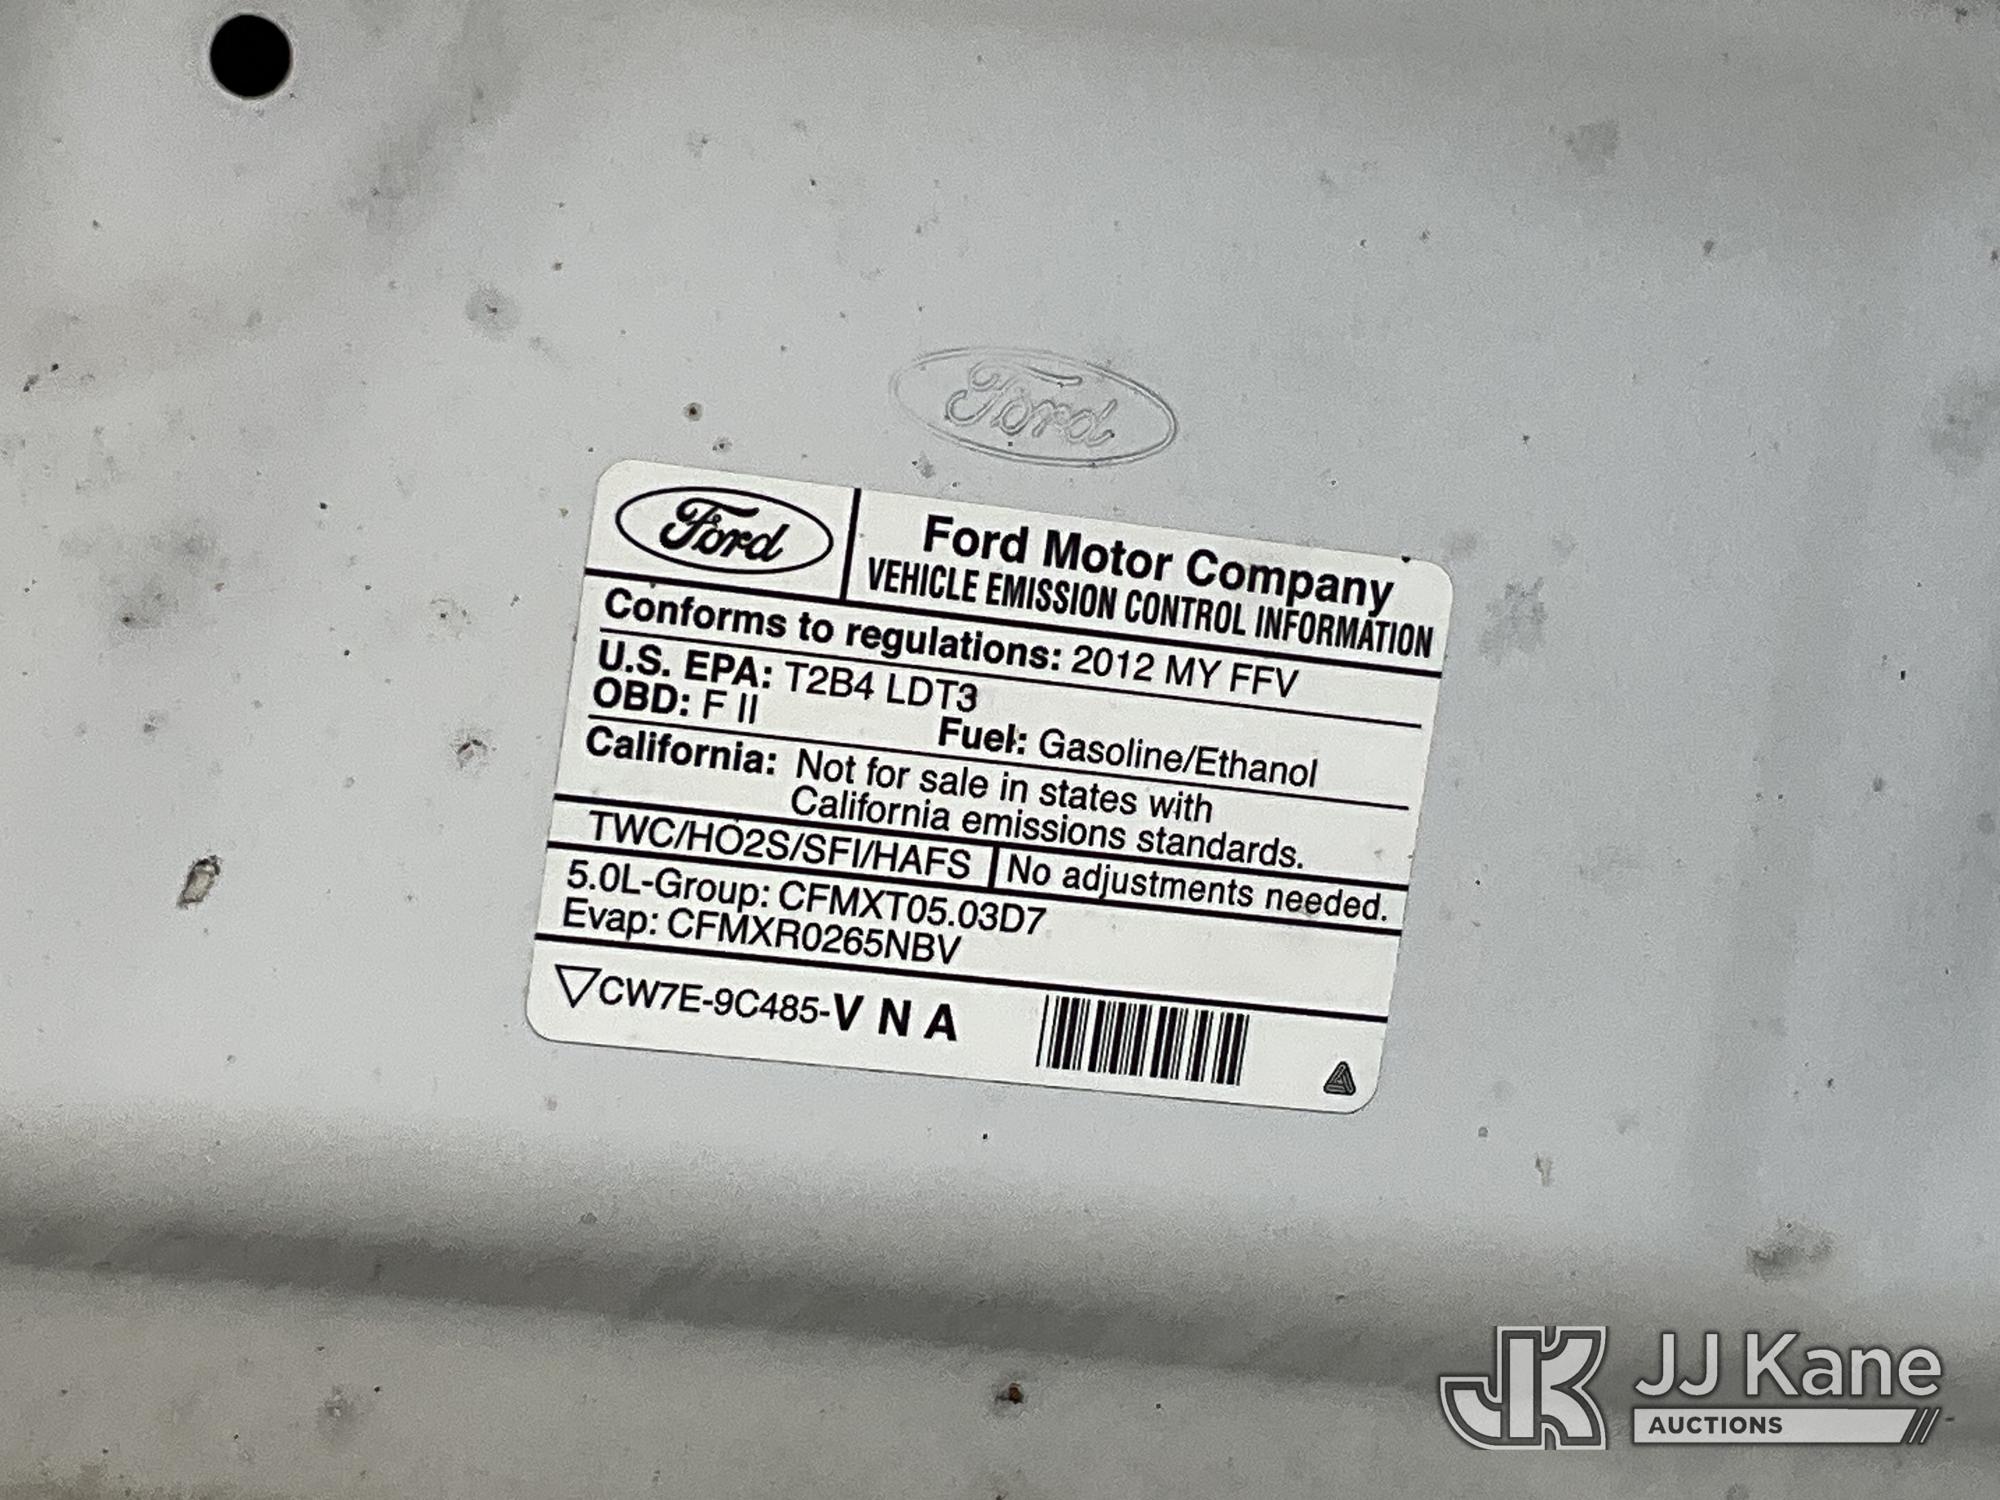 Ford
Ford
Ford Motor Company
VEHICLE EMISSION CONTROL INFORMATION
Conforms to regulations: 2012 MY FFV
U.S. EPA: T2B4 LDT3
OBD: F II Fuel: Gasoline/Ethanol
California: Not for sale in states with
California emissions standards.
TWC/HO2S/SFI/HAFS No adjustments needed.
5.0L-Group: CFMXT05.03D7
Evap: CFMXR0265NBV
CW7E-9C485-V N A
JK JJ Kane
AUCTIONS